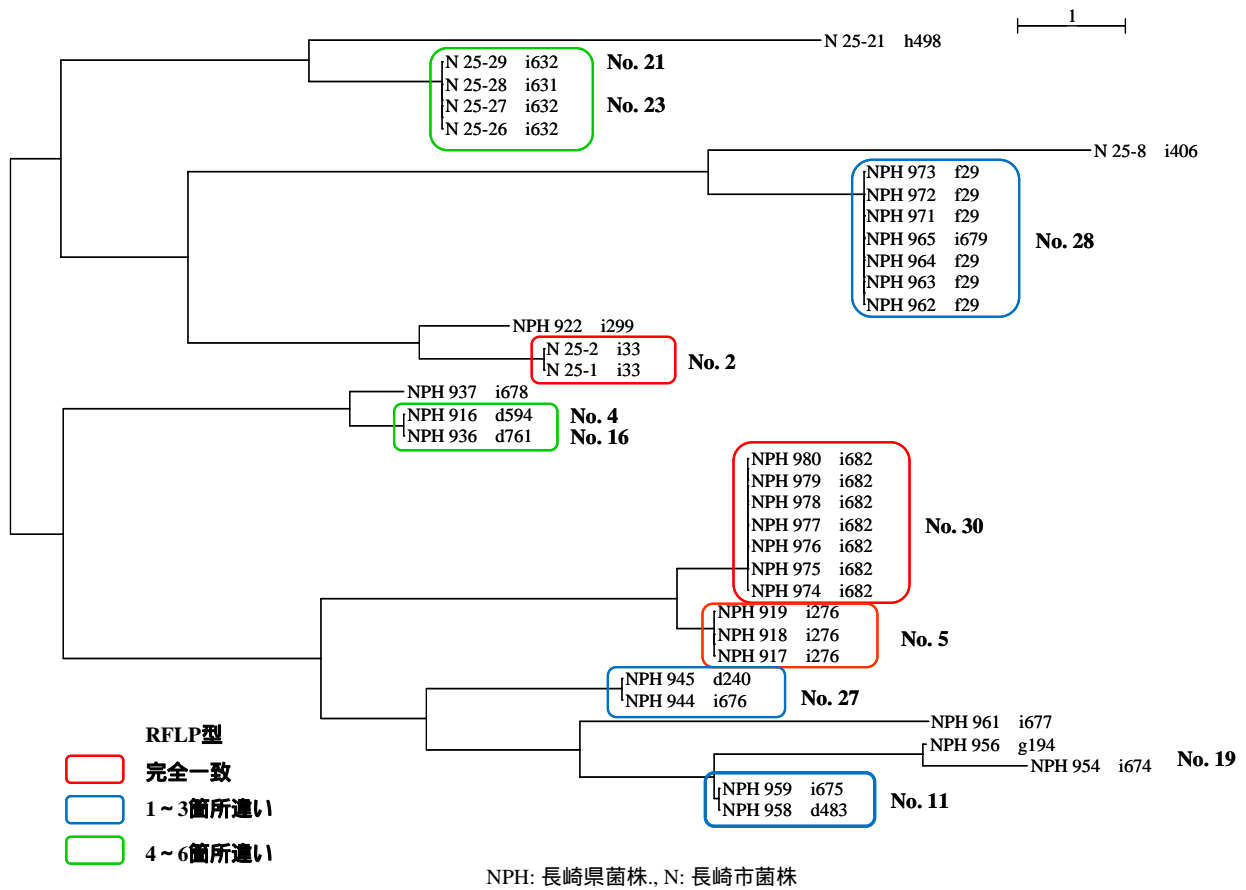 1
N 25-21 h498
N 25-29 i632 No. 21
N 25-28 i631
N 25-27 i632 No. 23
N 25-26 i632
N 25-8 i406
NPH 973 f29
NPH 972 f29
NPH 971 f29
NPH 965 i679 No. 28
NPH 964 f29
NPH 963 f29
NPH 962 f29
NPH 922 i299
N 25-2 i33 No. 2
N 25-1 i33
NPH 937 i678
NPH 916 d594 No. 4
NPH 936 d761 No. 16
NPH 980 i682
NPH 979 i682
NPH 978 i682
NPH 977 i682 No. 30
NPH 976 i682
NPH 975 i682
NPH 974 i682
NPH 919 i276
NPH 918 i276 No. 5
NPH 917 i276
NPH 945 d240
NPH 944 i676 No. 27
NPH 961 i677
NPH 956 g194
NPH 954 i674 No. 19
NPH 959 i675
NPH 958 d483 No. 11
RFLP型
完全一致
1～3箇所違い
4～6箇所違い
NPH: 長崎県菌株., N: 長崎市菌株